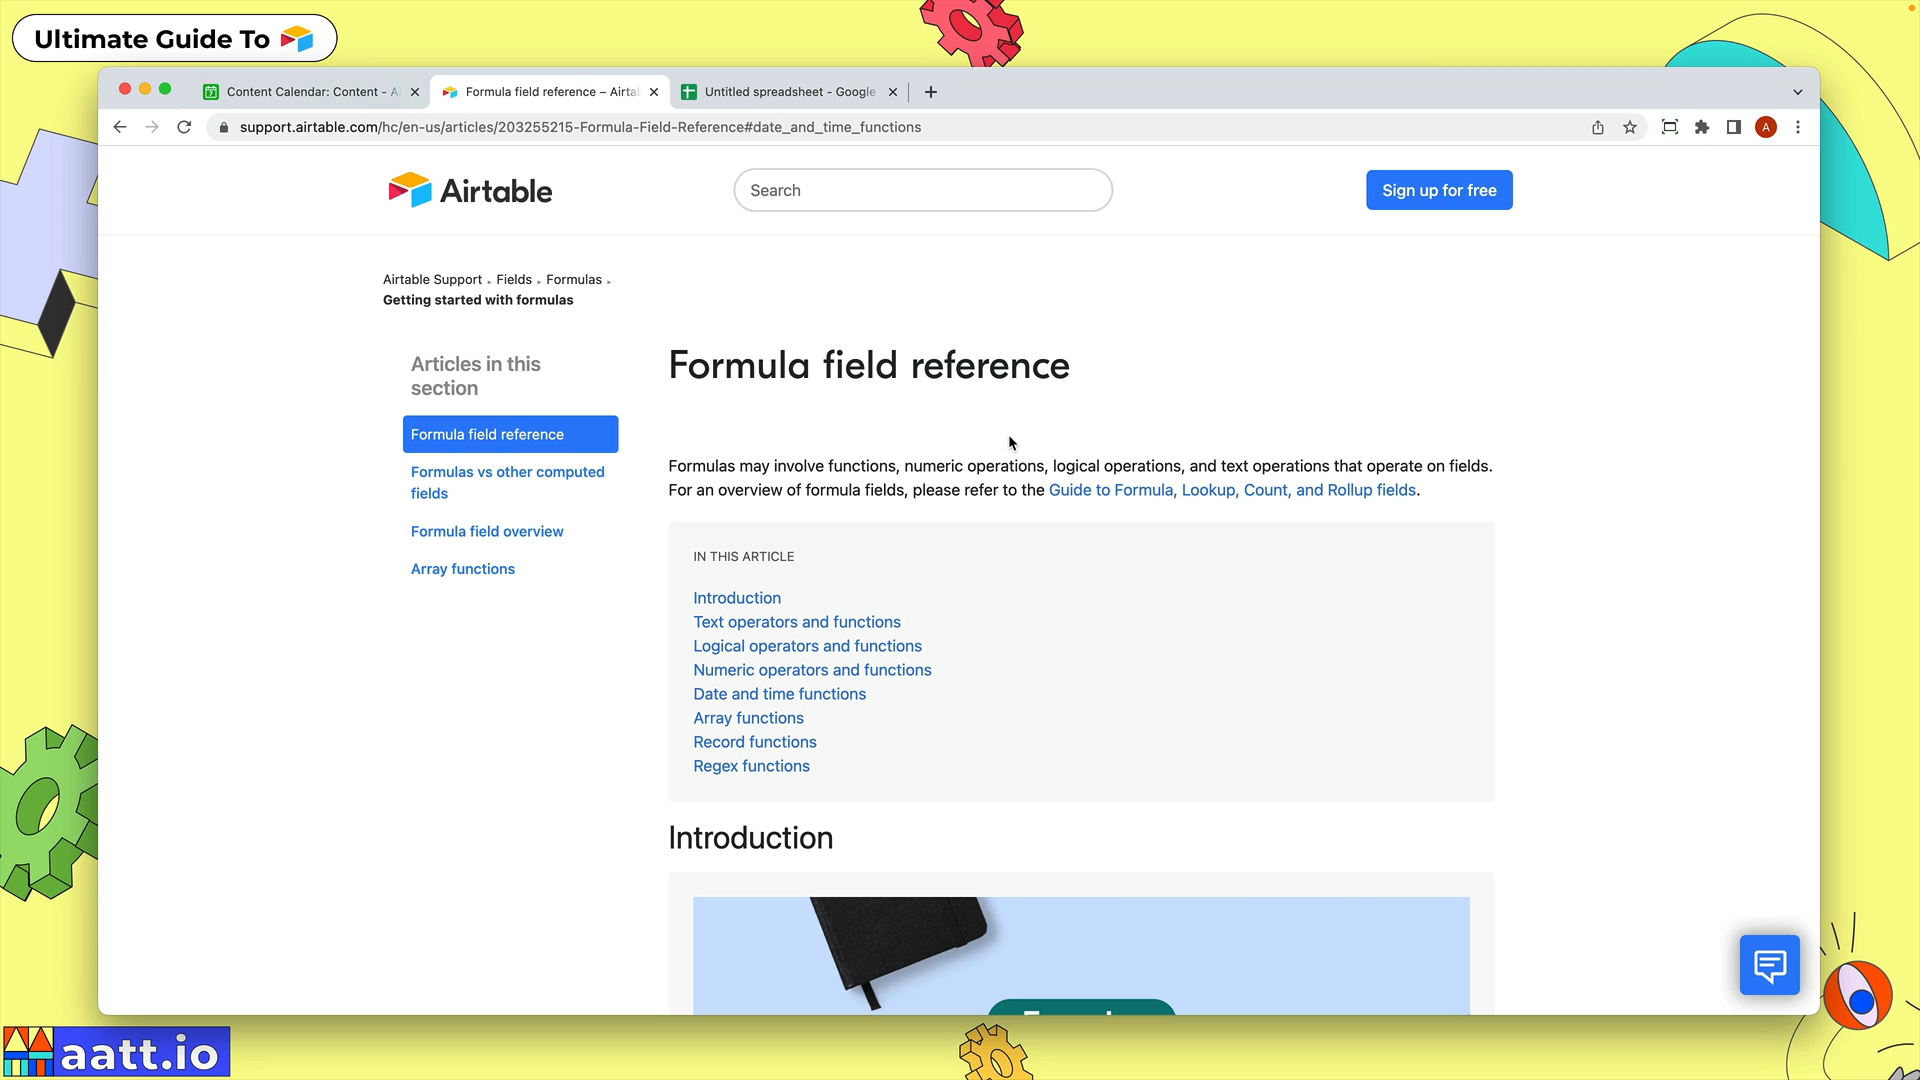 Ultimate Guide To
Content Calendar: Content - Ai
Formula field reference – Airtab
Untitled spreadsheet - Google
support.airtable.com/hc/en-us/articles/203255215-Formula-Field-Reference#date_and_time_functions
A
Airtable
Search
Sign up for free
Airtable Support
Fields
Formulas
Getting started with formulas
Articles in this
section
Formula field reference
Formulas vs other computed
fields
Formula field overview
Array functions
Formula field reference
Formulas may involve functions, numeric operations, logical operations, and text operations that operate on fields.
For an overview of formula fields, please refer to the Guide to Formula, Lookup, Count, and Rollup fields.
IN THIS ARTICLE
Introduction
Text operators and functions
Logical operators and functions
Numeric operators and functions
Date and time functions
Array functions
Record functions
Regex functions
Introduction
aatt.io